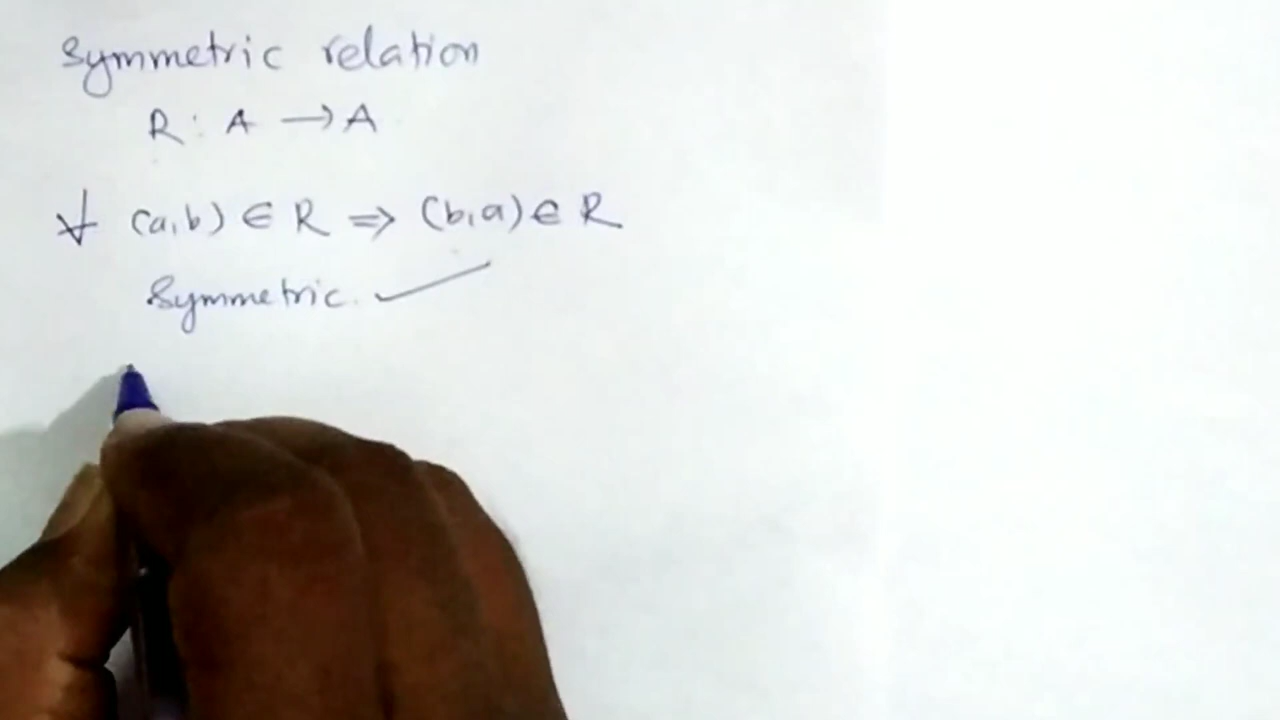 Symmetric relation
R: A → A
∀ (a,b) ∈ R ⇒ (b,a) ∈ R
Symmetric. ✓